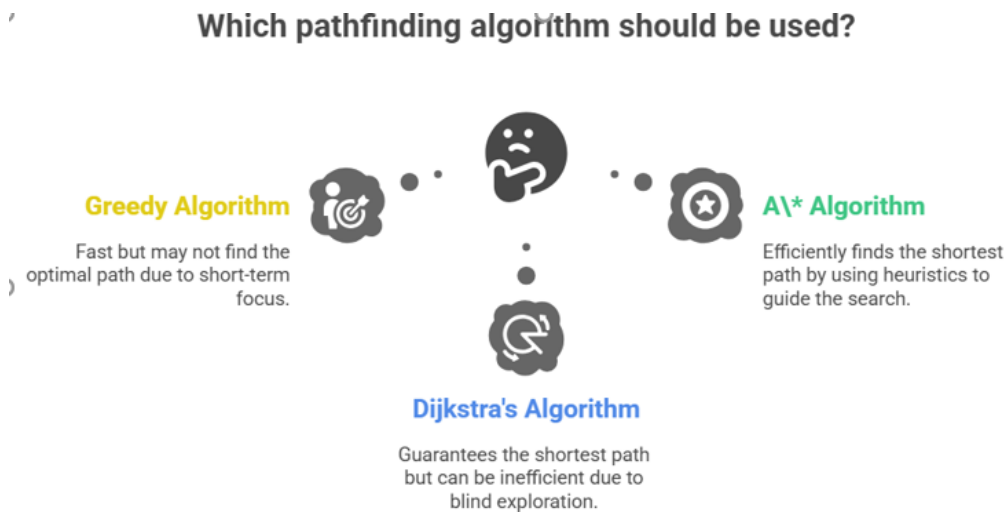 Which pathfinding algorithm should be used?
Greedy Algorithm
Fast but may not find the
optimal path due to short-term
focus.
A\* Algorithm
Efficiently finds the shortest
path by using heuristics to
guide the search.
Dijkstra's Algorithm
Guarantees the shortest path
but can be inefficient due to
blind exploration.